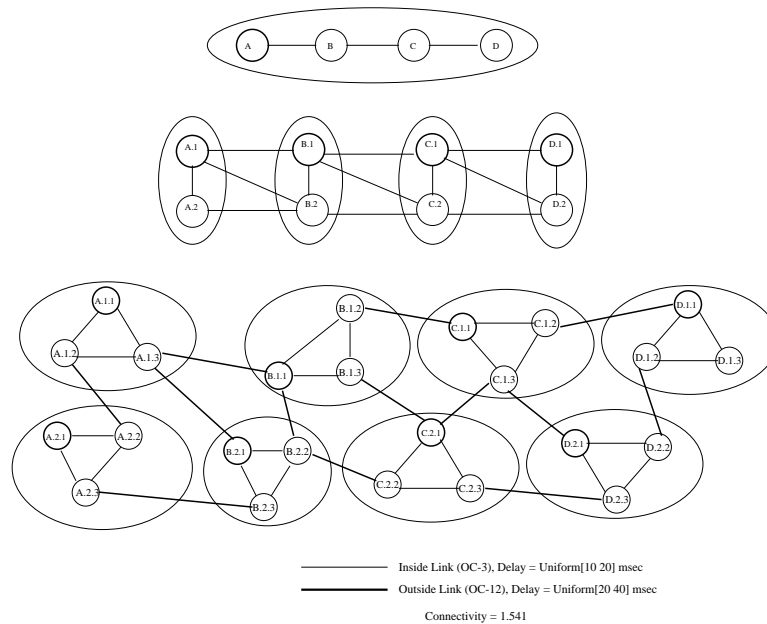 A B C D
A.1 B.1 C.1 D.1
A.2 B.2 C.2 D.2
A.1.1 B.1.2 C.1.1 C.1.2 D.1.1
A.1.2 A.1.3 B.1.1 B.1.3 C.1.3 D.1.2 D.1.3
A.2.1 A.2.2 B.2.1 B.2.2 C.2.1 D.2.1 D.2.2
A.2.3 B.2.3 C.2.2 C.2.3 D.2.3
Inside Link (OC-3), Delay = Uniform[10 20] msec
Outside Link (OC-12), Delay = Uniform[20 40] msec
Connectivity = 1.541